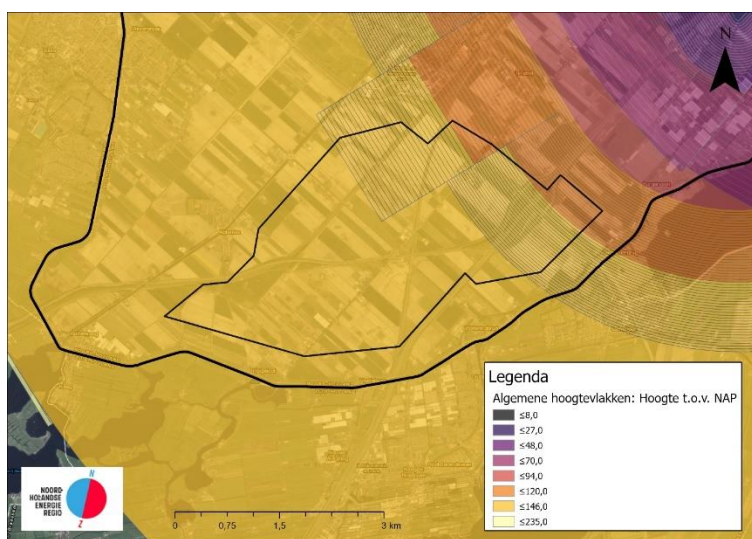 N
Legenda
Algemene hoogtevlakken: Hoogte t.o.v. NAP
≤8,0
≤27,0
≤48,0
≤70,0
≤94,0
≤120,0
≤146,0
≤235,0
N
NOORD-
HOLLANDSE
ENERGIE
REGIO
Z
0 0,75 1,5 3 km